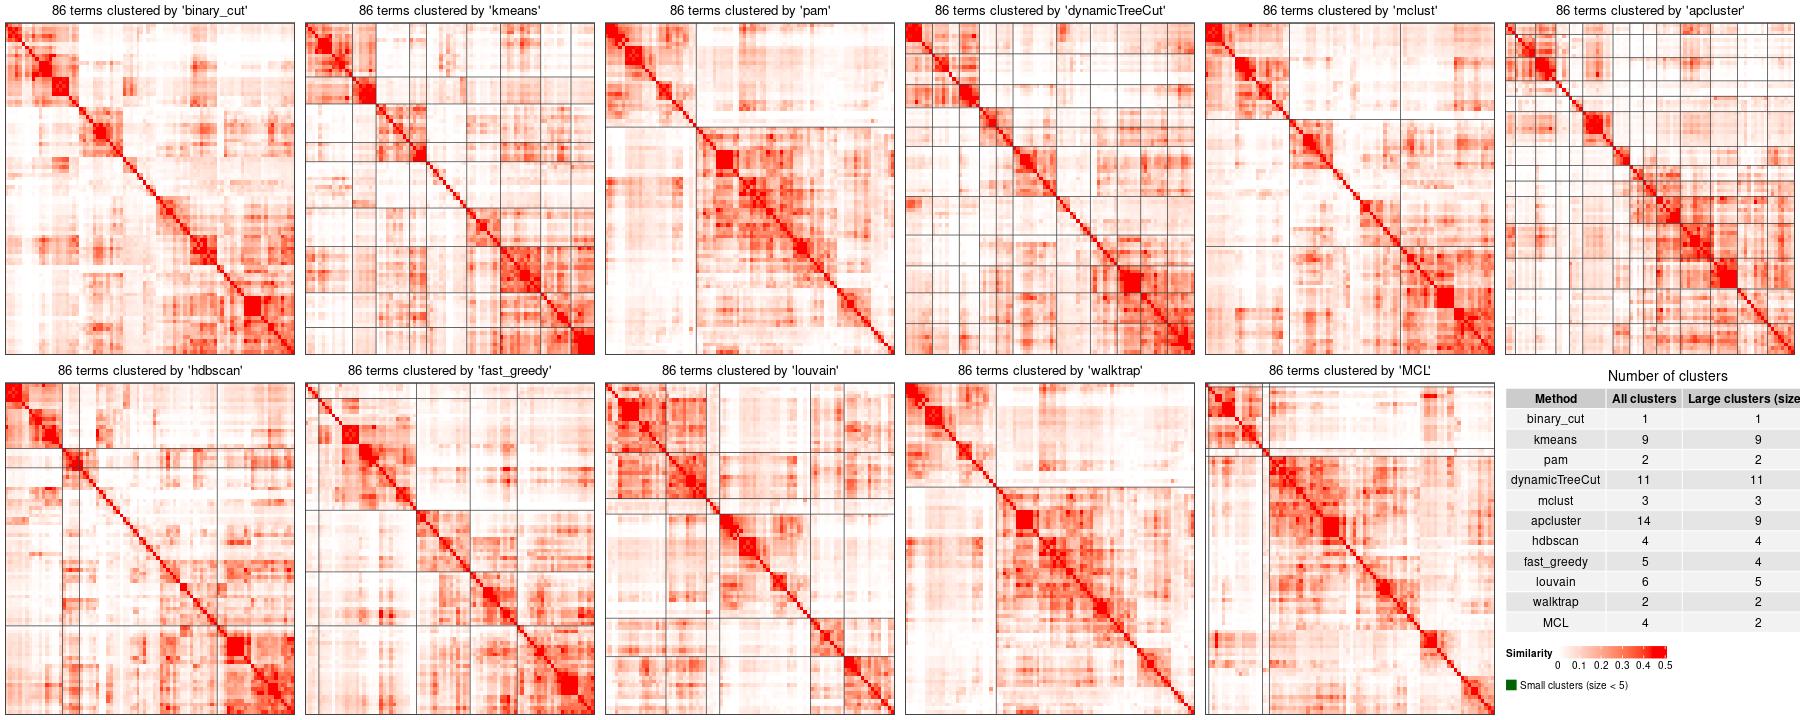 86 terms clustered by 'binary_cut'
86 terms clustered by 'kmeans'
86 terms clustered by 'pam'
86 terms clustered by 'dynamicTreeCut'
86 terms clustered by 'mclust'
86 terms clustered by 'apcluster'
86 terms clustered by 'hdbscan'
86 terms clustered by 'fast_greedy'
86 terms clustered by 'louvain'
86 terms clustered by 'walktrap'
86 terms clustered by 'MCL'
Number of clusters
Method All clusters Large clusters (size
binary_cut 1 1
kmeans 9 9
pam 2 2
dynamicTreeCut 11 11
mclust 3 3
apcluster 14 9
hdbscan 4 4
fast_greedy 5 4
louvain 6 5
walktrap 2 2
MCL 4 2
Similarity
0 0.1 0.2 0.3 0.4 0.5
Small clusters (size < 5)